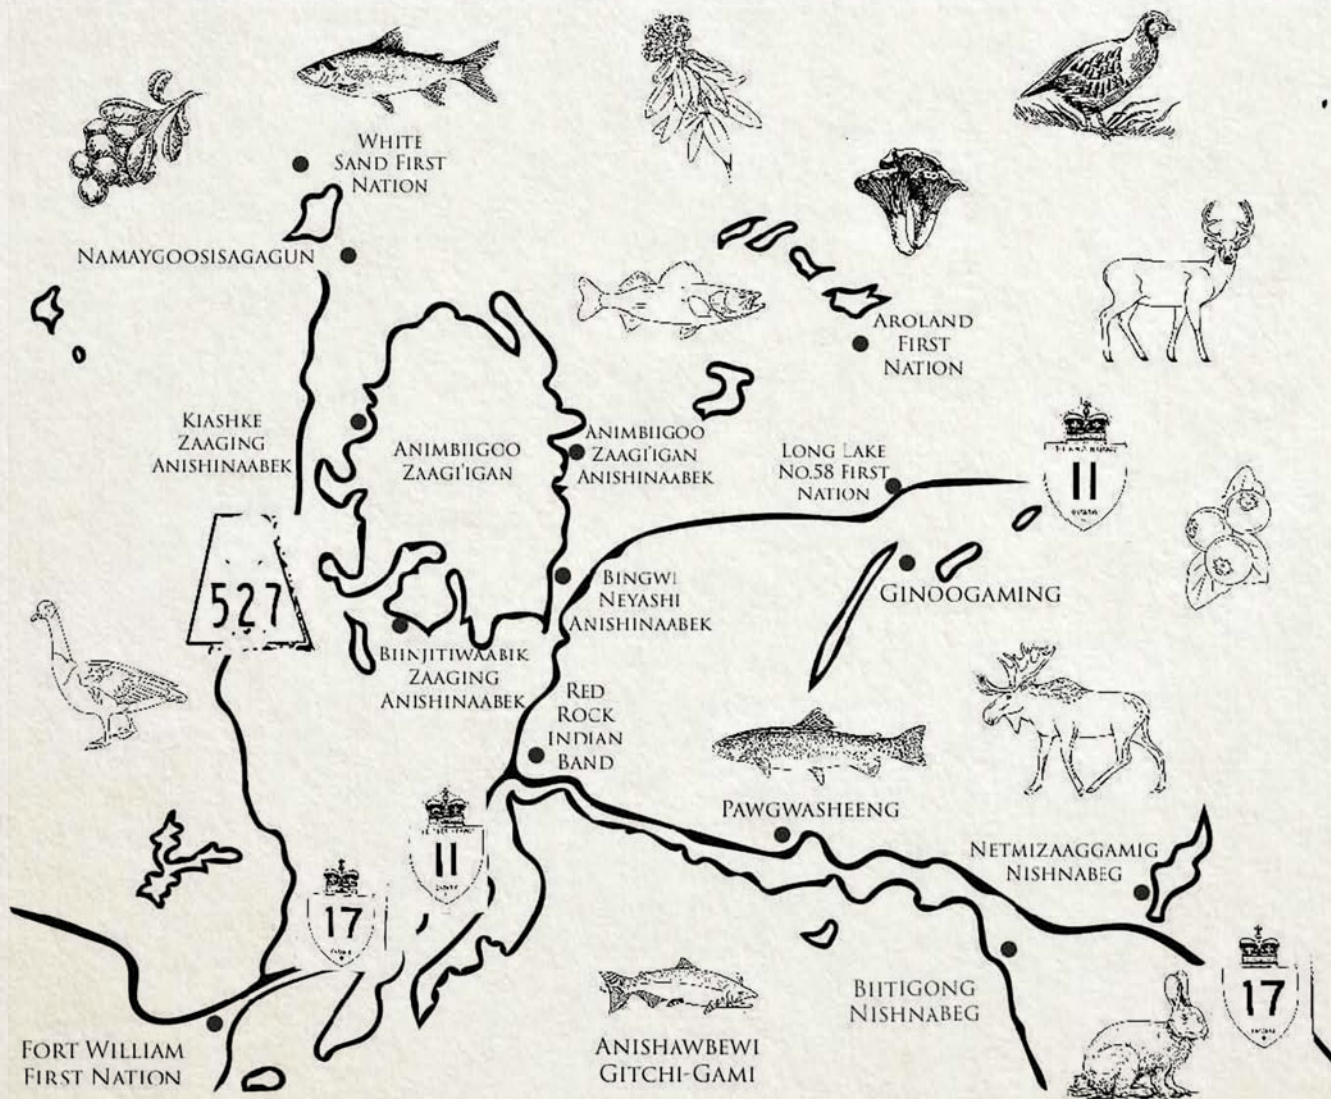 WHITE
SAND FIRST
NATION
NAMAYGOOSISAGAGUN
AROLAND
FIRST
NATION
KIASHKE
ZAAGING
ANISHINAABEK
ANIMBIIGOO
ZAAGI'IGAN
ANIMBIIGOO
ZAAGI'IGAN
ANISHINAABEK
LONG LAKE
NO.58 FIRST
NATION
11
527
BINGWI
NEYASHI
ANISHINAABEK
GINOOGAMING
BIINJITIWAABIK
ZAAGING
ANISHINAABEK
RED
ROCK
INDIAN
BAND
PAWGWASHEENG
NETMIZAAGGAMIG
NISHNABEG
11
17
17
BIITIGONG
NISHNABEG
FORT WILLIAM
FIRST NATION
ANISHAWBEWI
GITCHI-GAMI